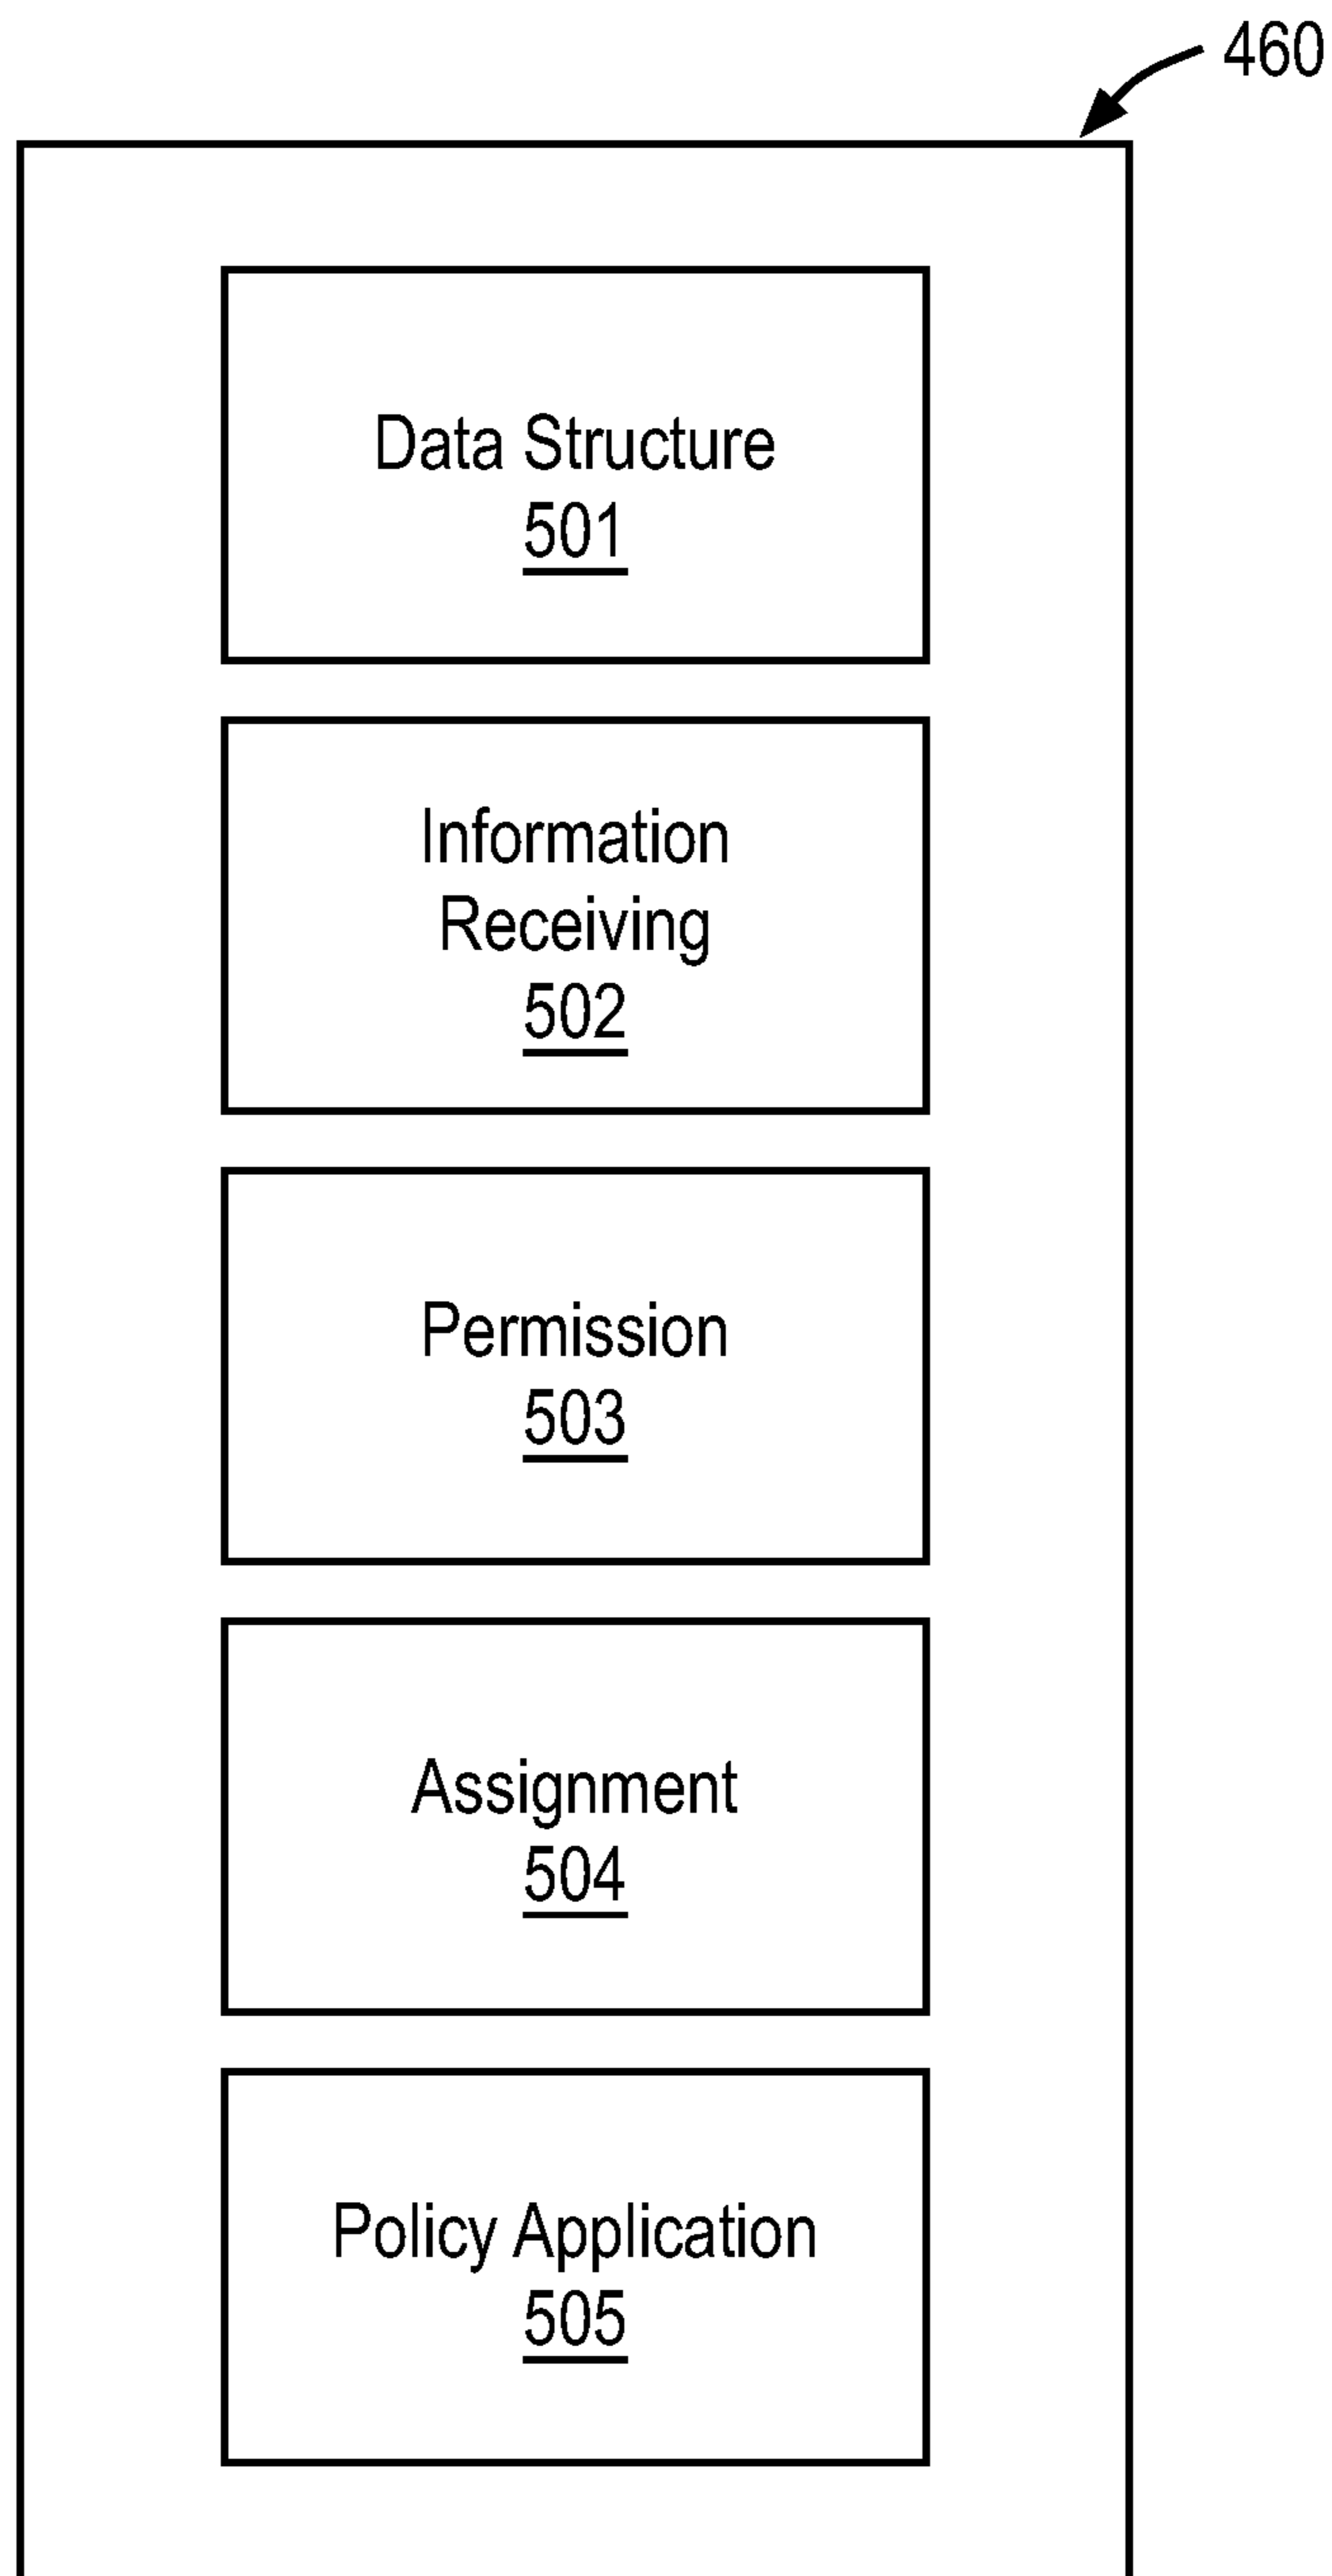 460
Data Structure
501
Information
Receiving
502
Permission
503
Assignment
504
Policy Application
505